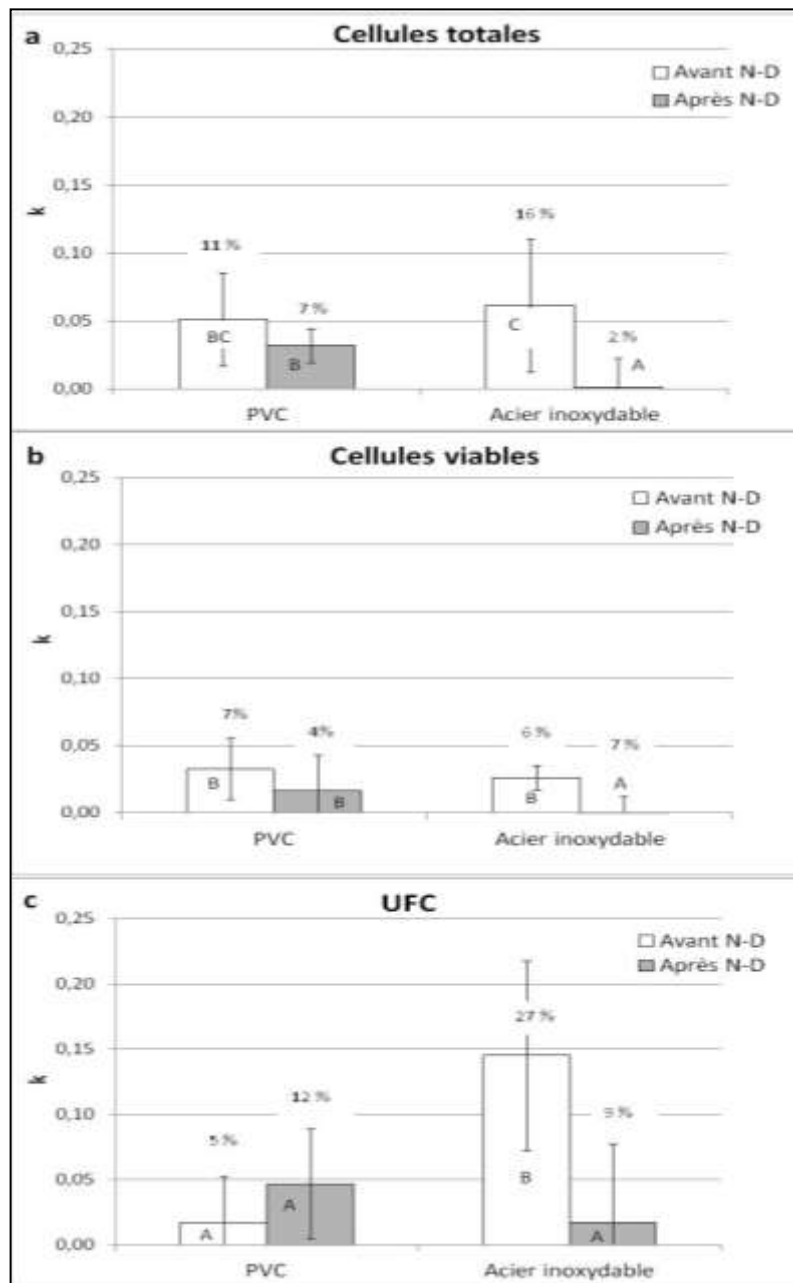 a Cellules totales
0,25
Avant N-D
Après N-D
0,20
0,15
k
0,10
0,05
0,00
11 %
7 %
16 %
2 %
BC
B
C
A
PVC Acier inoxydable
b Cellules viables
0,25
Avant N-D
Après N-D
0,20
0,15
k
0,10
0,05
0,00
7%
4%
6 %
7 %
B
B
B
A
PVC Acier inoxydable
c UFC
0,25
Avant N-D
Après N-D
0,20
0,15
k
0,10
0,05
0,00
5 %
12 %
27 %
9 %
A
A
B
A
PVC Acier inoxydable